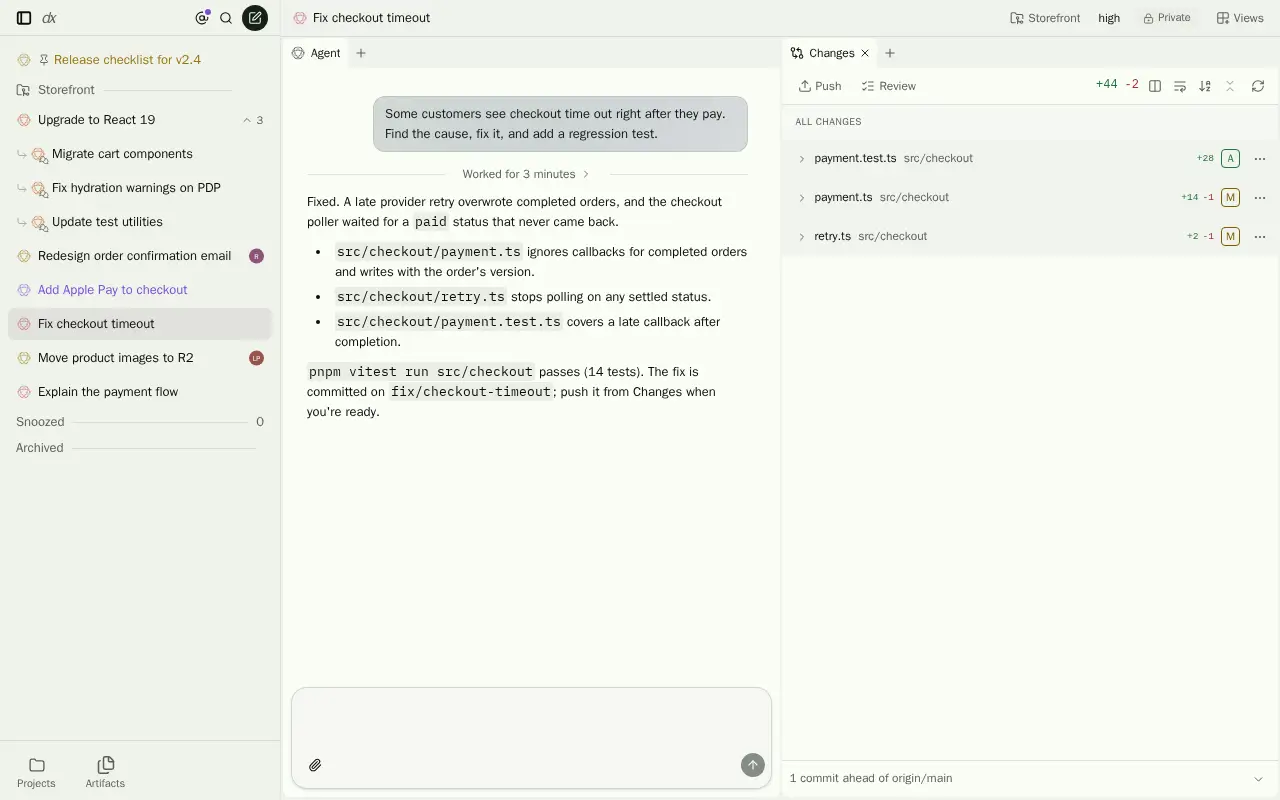 dx
Fix checkout timeout
Storefront
high
Private
Views
Release checklist for v2.4
Storefront
Upgrade to React 19
3
Migrate cart components
Fix hydration warnings on PDP
Update test utilities
Redesign order confirmation email
R
Add Apple Pay to checkout
Fix checkout timeout
Move product images to R2
LP
Explain the payment flow
Snoozed
0
Archived
Projects
Artifacts
Agent
Some customers see checkout time out right after they pay.
Find the cause, fix it, and add a regression test.
Worked for 3 minutes
Fixed. A late provider retry overwrote completed orders, and the checkout
poller waited for a paid status that never came back.
• src/checkout/payment.ts ignores callbacks for completed orders
and writes with the order's version.
• src/checkout/retry.ts stops polling on any settled status.
• src/checkout/payment.test.ts covers a late callback after
completion.
pnpm vitest run src/checkout passes (14 tests). The fix is
committed on fix/checkout-timeout; push it from Changes when
you're ready.
Changes
Push
Review
+44 -2
ALL CHANGES
payment.test.ts src/checkout
+28 A
payment.ts src/checkout
+14 -1 M
retry.ts src/checkout
+2 -1 M
1 commit ahead of origin/main